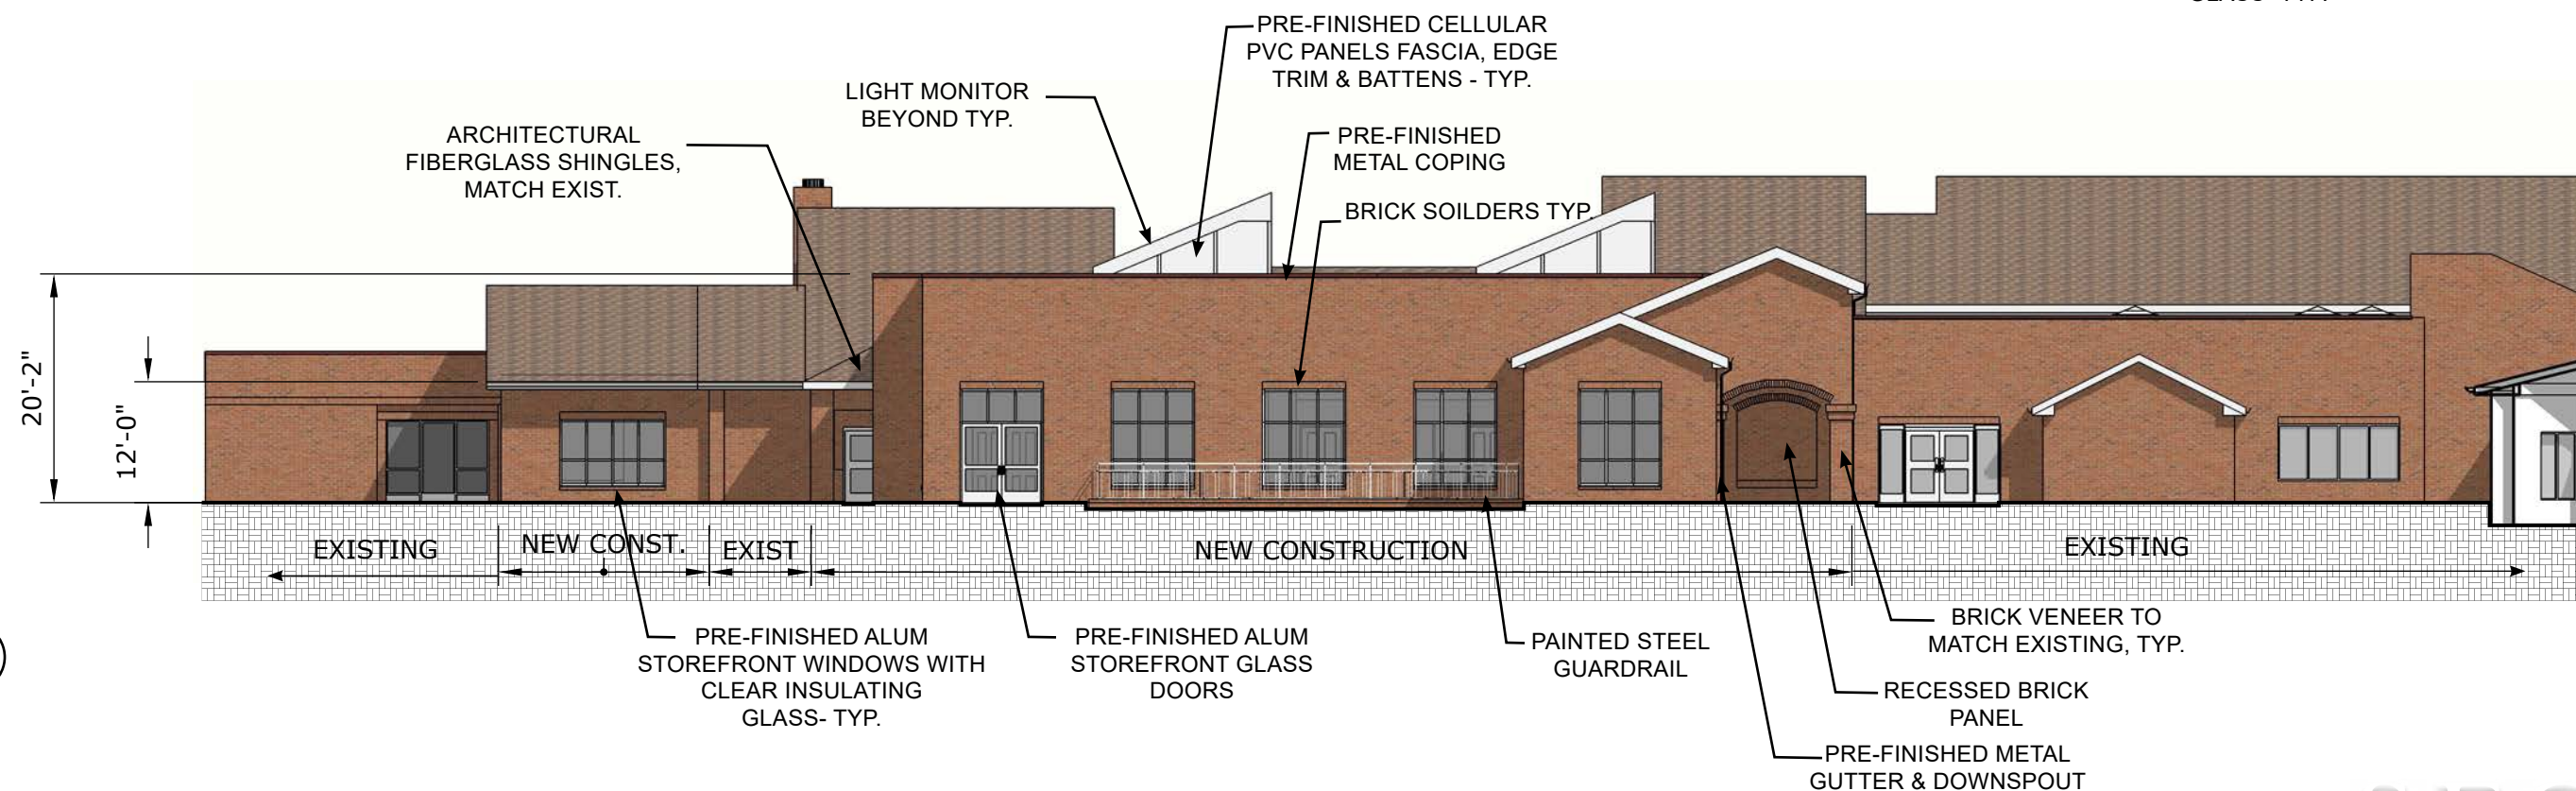 PRE-FINISHED CELLULAR
PVC PANELS FASCIA, EDGE
TRIM & BATTENS - TYP.
LIGHT MONITOR
BEYOND TYP.
ARCHITECTURAL
FIBERGLASS SHINGLES,
MATCH EXIST.
PRE-FINISHED
METAL COPING
BRICK SOILDERS TYP.
20'-2"
12'-0"
EXISTING
NEW CONST.
EXIST
NEW CONSTRUCTION
EXISTING
PRE-FINISHED ALUM
STOREFRONT WINDOWS WITH
CLEAR INSULATING
GLASS- TYP.
PRE-FINISHED ALUM
STOREFRONT GLASS
DOORS
PAINTED STEEL
GUARDRAIL
BRICK VENEER TO
MATCH EXISTING, TYP.
RECESSED BRICK
PANEL
PRE-FINISHED METAL
GUTTER & DOWNSPOUT